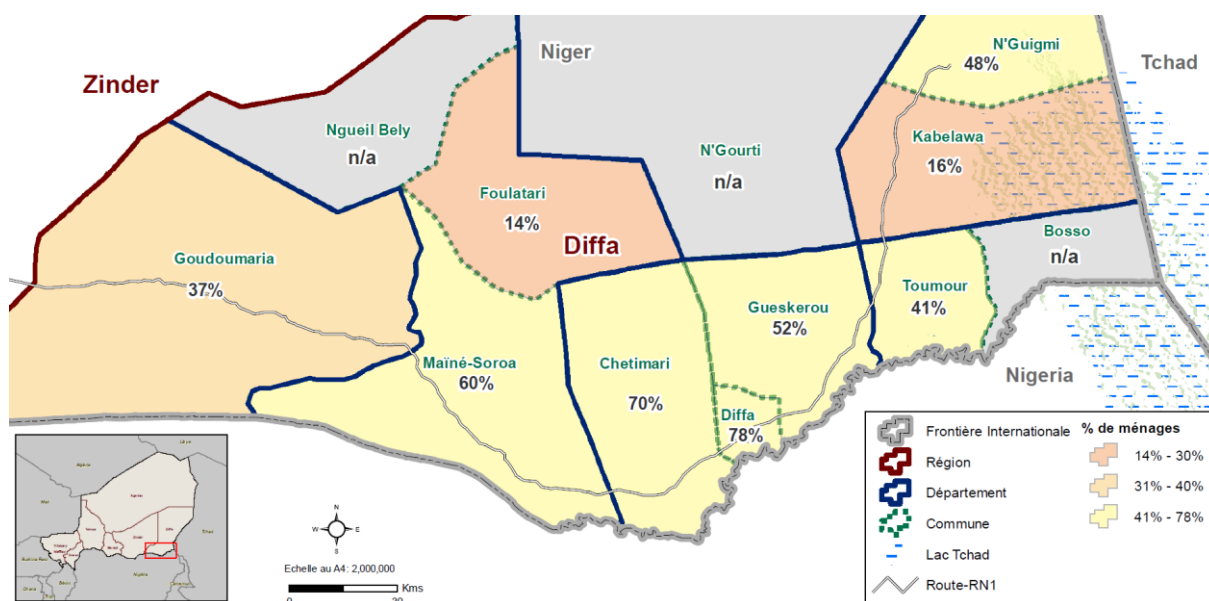 N'Guigmi
48%
Niger
Tchad
Zinder
Ngueil Bely
n/a
Kabelawa
16%
N'Gourti
n/a
Foulatari
14%
Diffa
Bosso
n/a
Goudoumaria
37%
Toumour
41%
Gueskerou
52%
Maïné-Soroa
60%
Chetimari
70%
Nigeria
Diffa
78%
Frontière Internationale
Région
Département
Commune
Lac Tchad
Route-RN1
% de ménages
14% - 30%
31% - 40%
41% - 78%
N
W E
S
Echelle au A4: 2,000,000
Kms